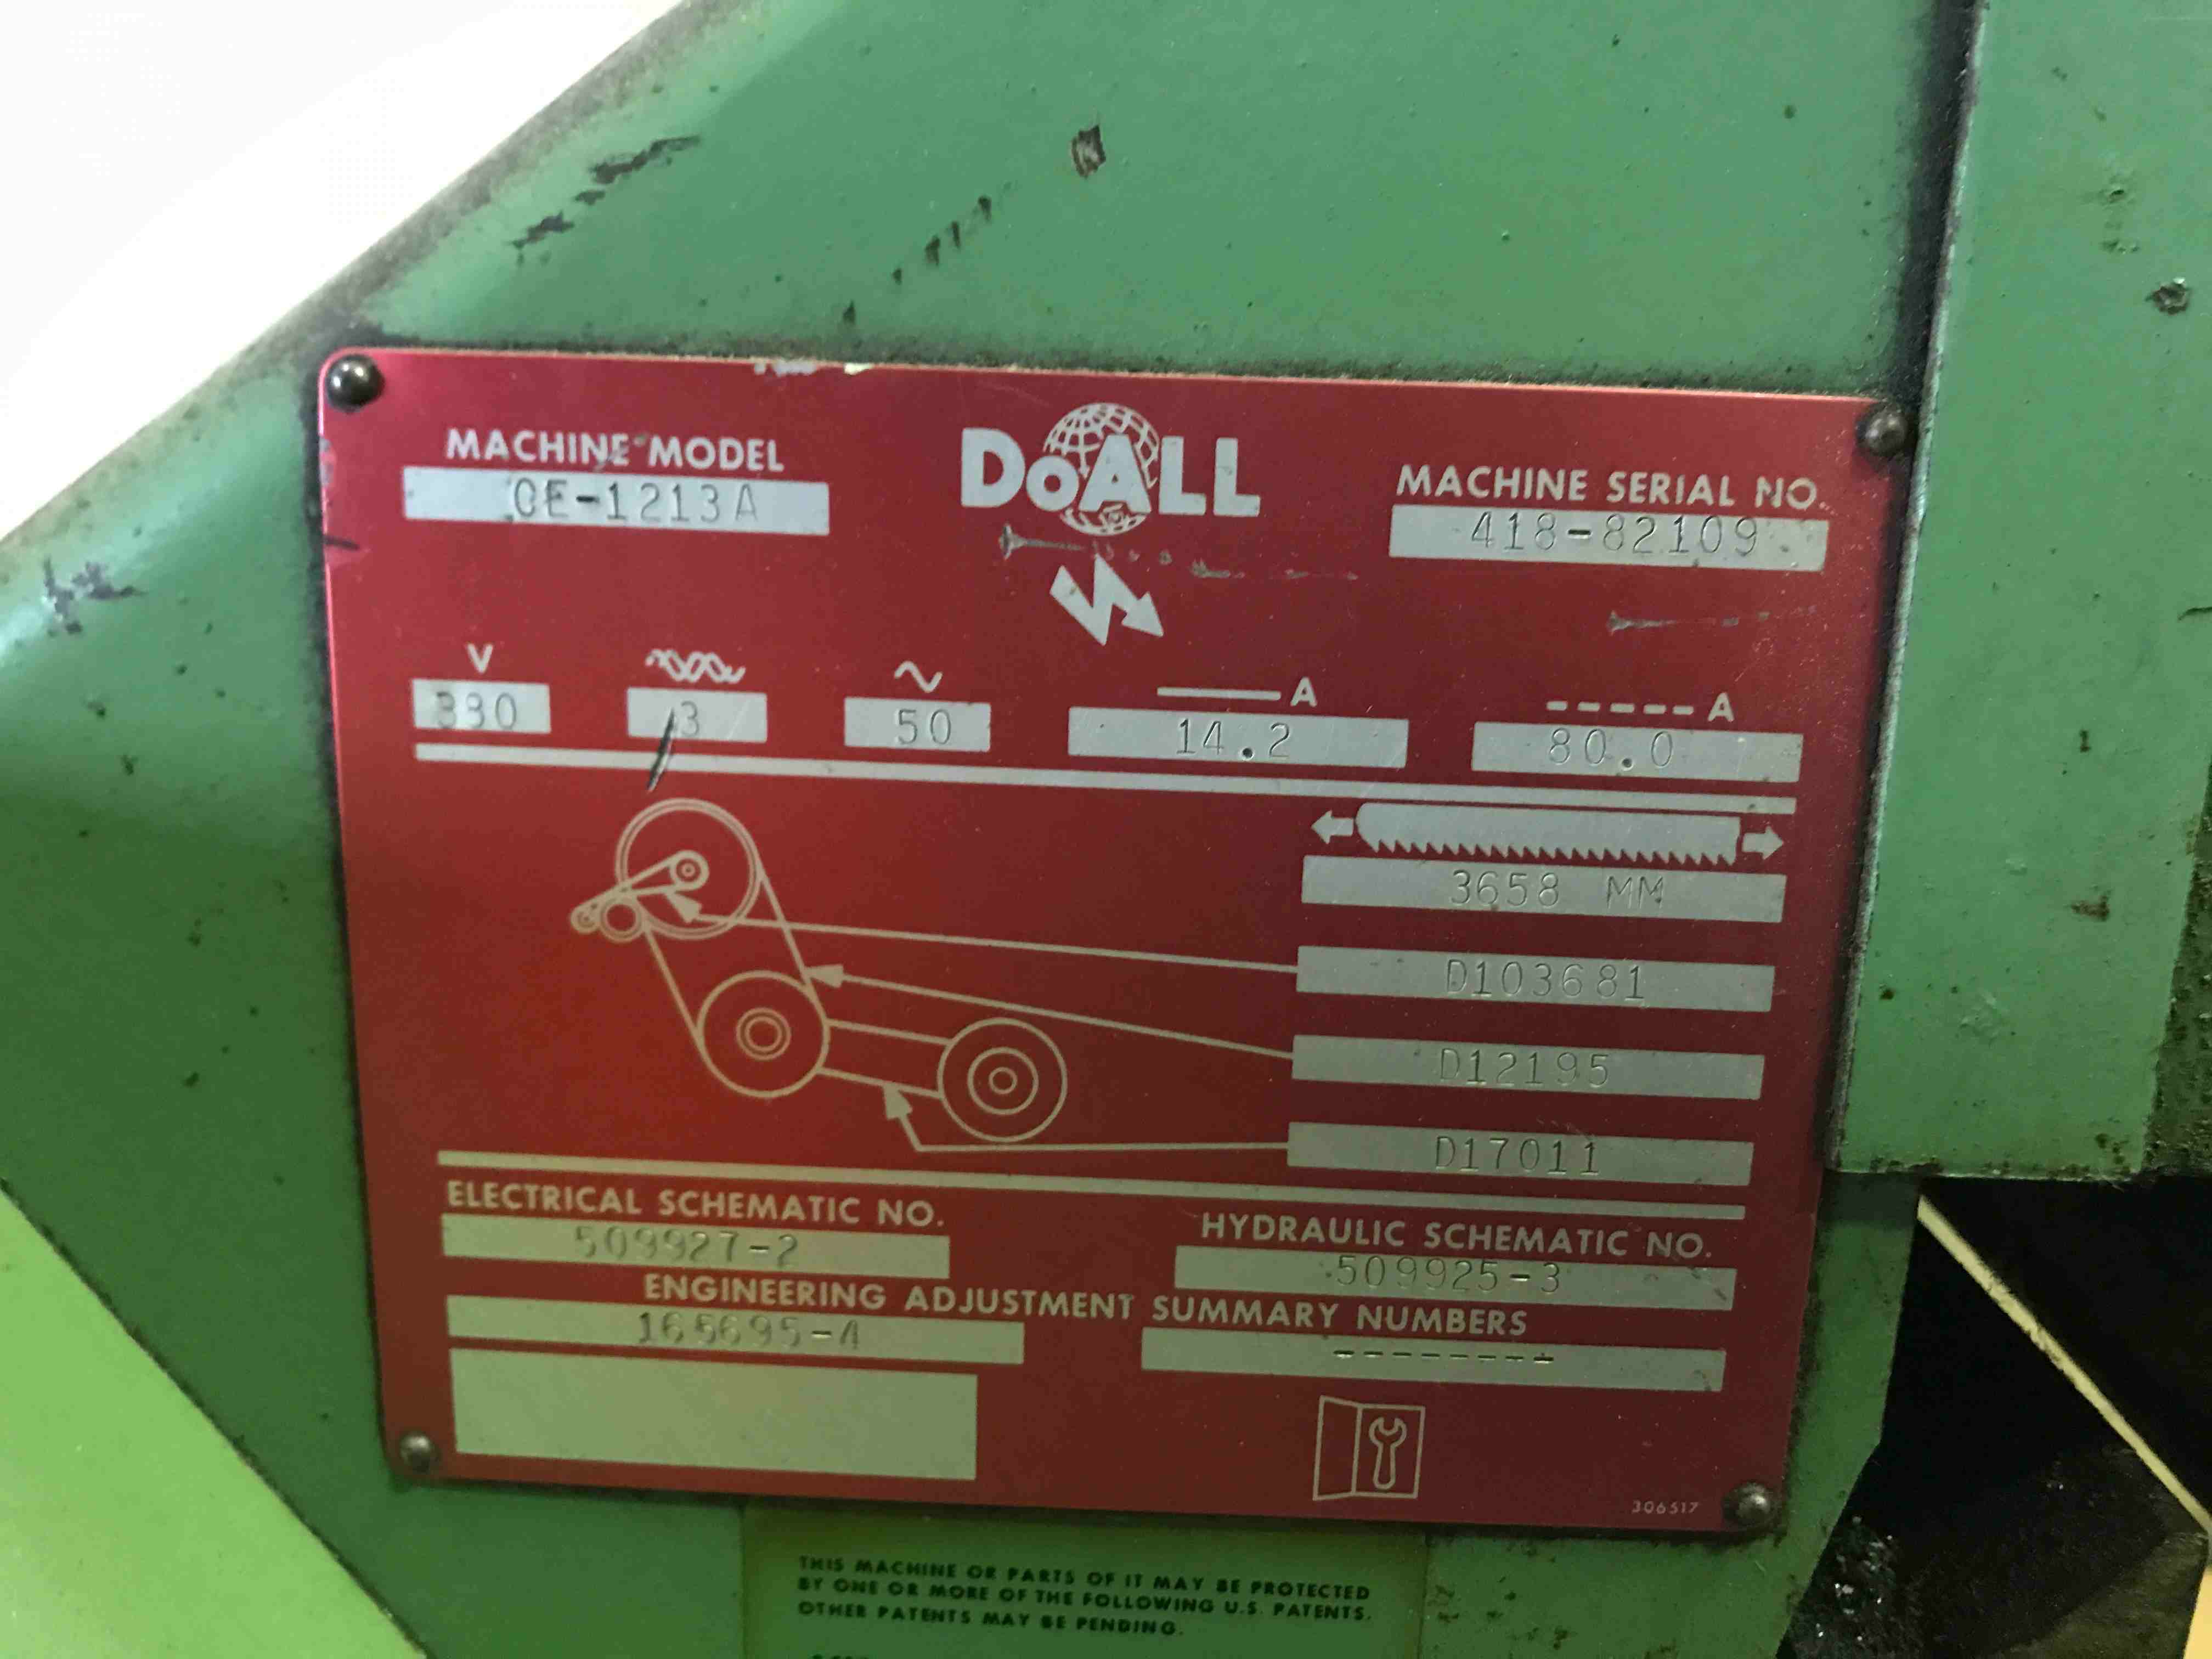 MACHINE MODEL
CE-1213A
DOALL
MACHINE SERIAL NO.
418-82109
V
A
A
3
50
14.2
80.0
3658 MM
D103681
D12195
D17011
ELECTRICAL SCHEMATIC NO.
509927-2
HYDRAULIC SCHEMATIC NO.
509925-3
ENGINEERING ADJUSTMENT SUMMARY NUMBERS
165695-4
--------
306517
THIS MACHINE OR PARTS OF IT MAY BE PROTECTED
BY ONE OR MORE OF THE FOLLOWING U.S. PATENTS.
OTHER PATENTS MAY BE PENDING.